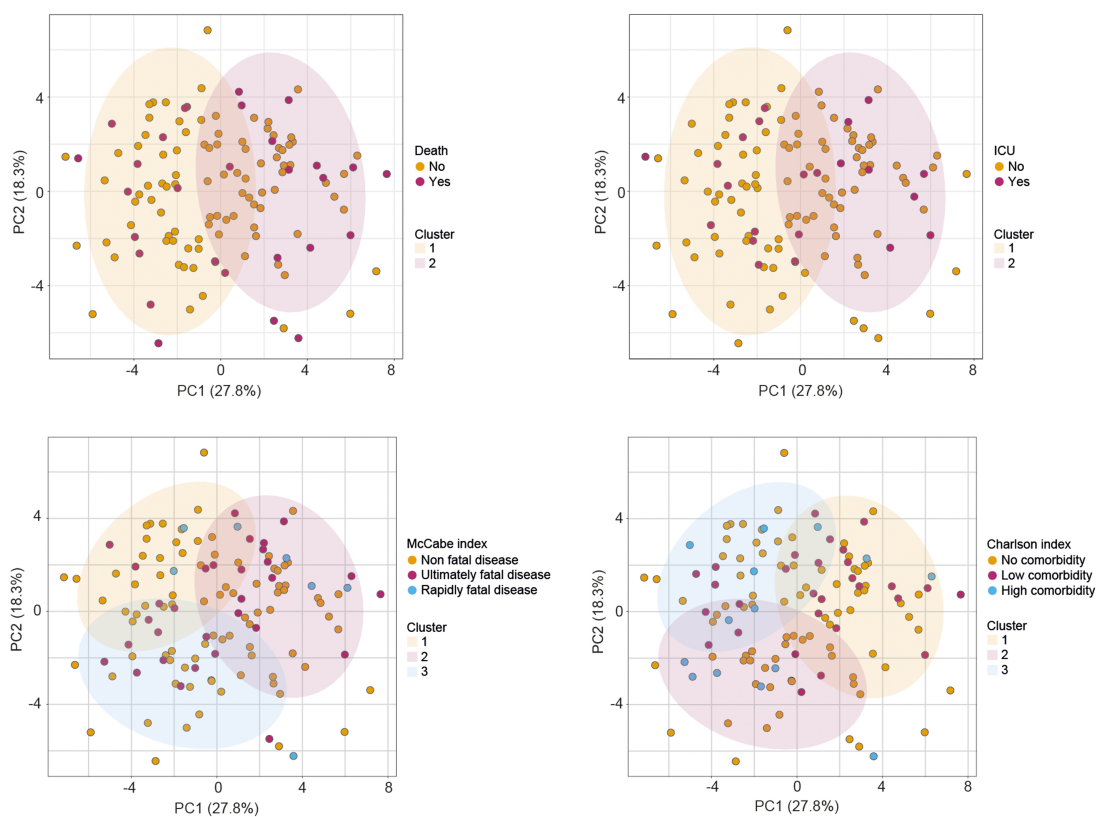 4
0
-4
PC2 (18.3%)
-4
0
4
8
PC1 (27.8%)
Death
No
Yes
Cluster
1
2
4
0
-4
PC2 (18.3%)
-4
0
4
8
PC1 (27.8%)
ICU
No
Yes
Cluster
1
2
4
0
-4
PC2 (18.3%)
-4
0
4
8
PC1 (27.8%)
McCabe index
Non fatal disease
Ultimately fatal disease
Rapidly fatal disease
Cluster
1
2
3
4
0
-4
PC2 (18.3%)
-4
0
4
8
PC1 (27.8%)
Charlson index
No comorbidity
Low comorbidity
High comorbidity
Cluster
1
2
3